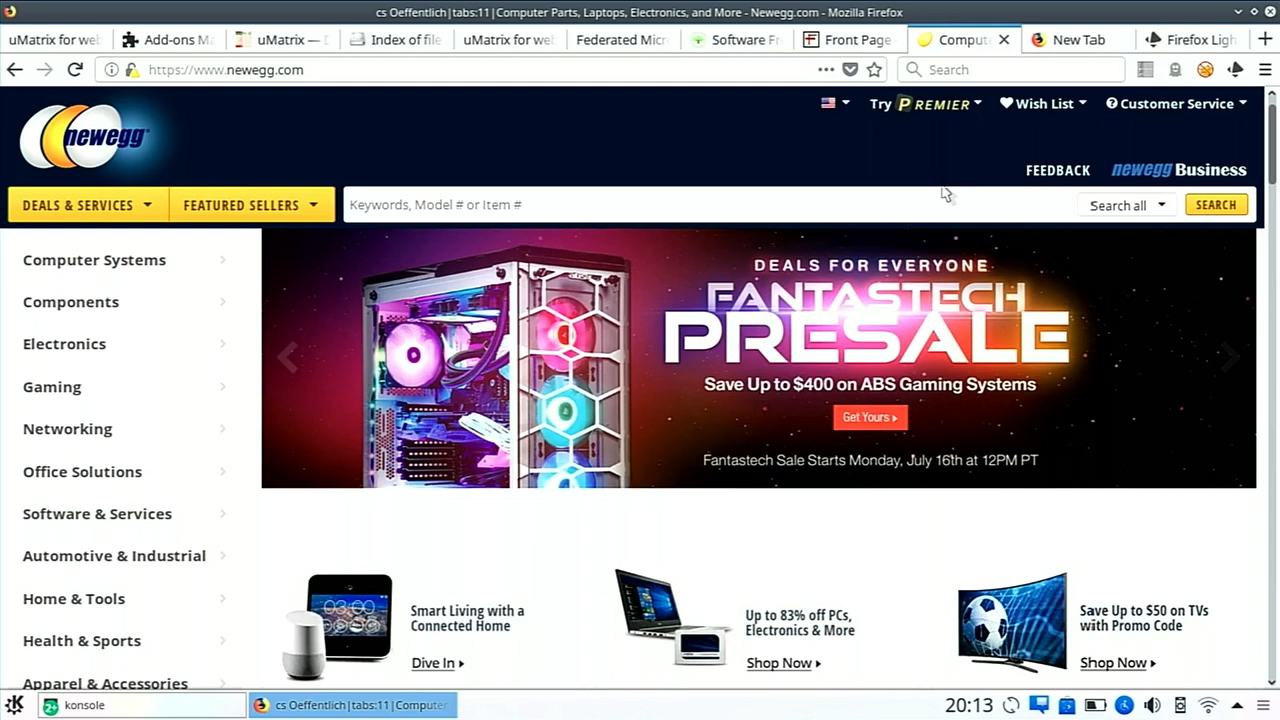 cs Oeffentlich|tabs:11|Computer Parts, Laptops, Electronics, and More - Newegg.com - Mozilla Firefox
uMatrix for web
Add-ons Ma
uMatrix — D
Index of file
uMatrix for web
Federated Micr
Software Fr
Front Page
Compute
New Tab
Firefox Ligh
https://www.newegg.com
Search
newegg
Try PREMIER
Wish List
Customer Service
FEEDBACK
newegg Business
DEALS & SERVICES
FEATURED SELLERS
Keywords, Model # or Item #
Search all
SEARCH
Computer Systems
Components
Electronics
Gaming
Networking
Office Solutions
Software & Services
Automotive & Industrial
Home & Tools
Health & Sports
Apparel & Accessories
DEALS FOR EVERYONE
FANTASTECH
PRESALE
Save Up to $400 on ABS Gaming Systems
Get Yours
Fantastech Sale Starts Monday, July 16th at 12PM PT
03:00
Smart Living with a
Connected Home
Dive In
Up to 83% off PCs,
Electronics & More
Shop Now
Save Up to $50 on TVs
with Promo Code
Shop Now
konsole
cs Oeffentlich|tabs:11|Computer
20:13